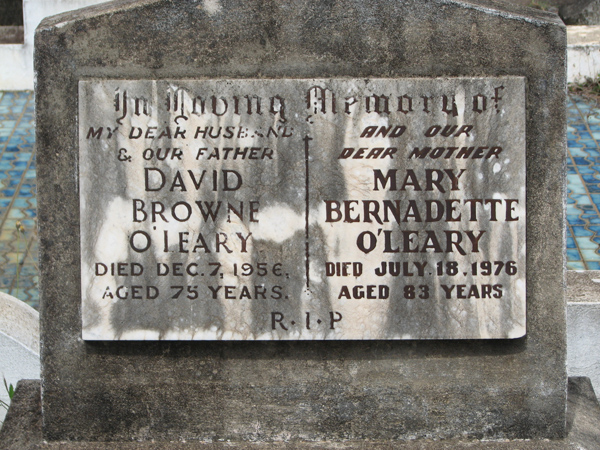 In Loving Memory of
MY DEAR HUSBAND
& OUR FATHER
DAVID
BROWNE
O'LEARY
DIED DEC. 7, 1956,
AGED 75 YEARS.
AND OUR
DEAR MOTHER
MARY
BERNADETTE
O'LEARY
DIED JULY 18, 1976
AGED 83 YEARS
R·I·P